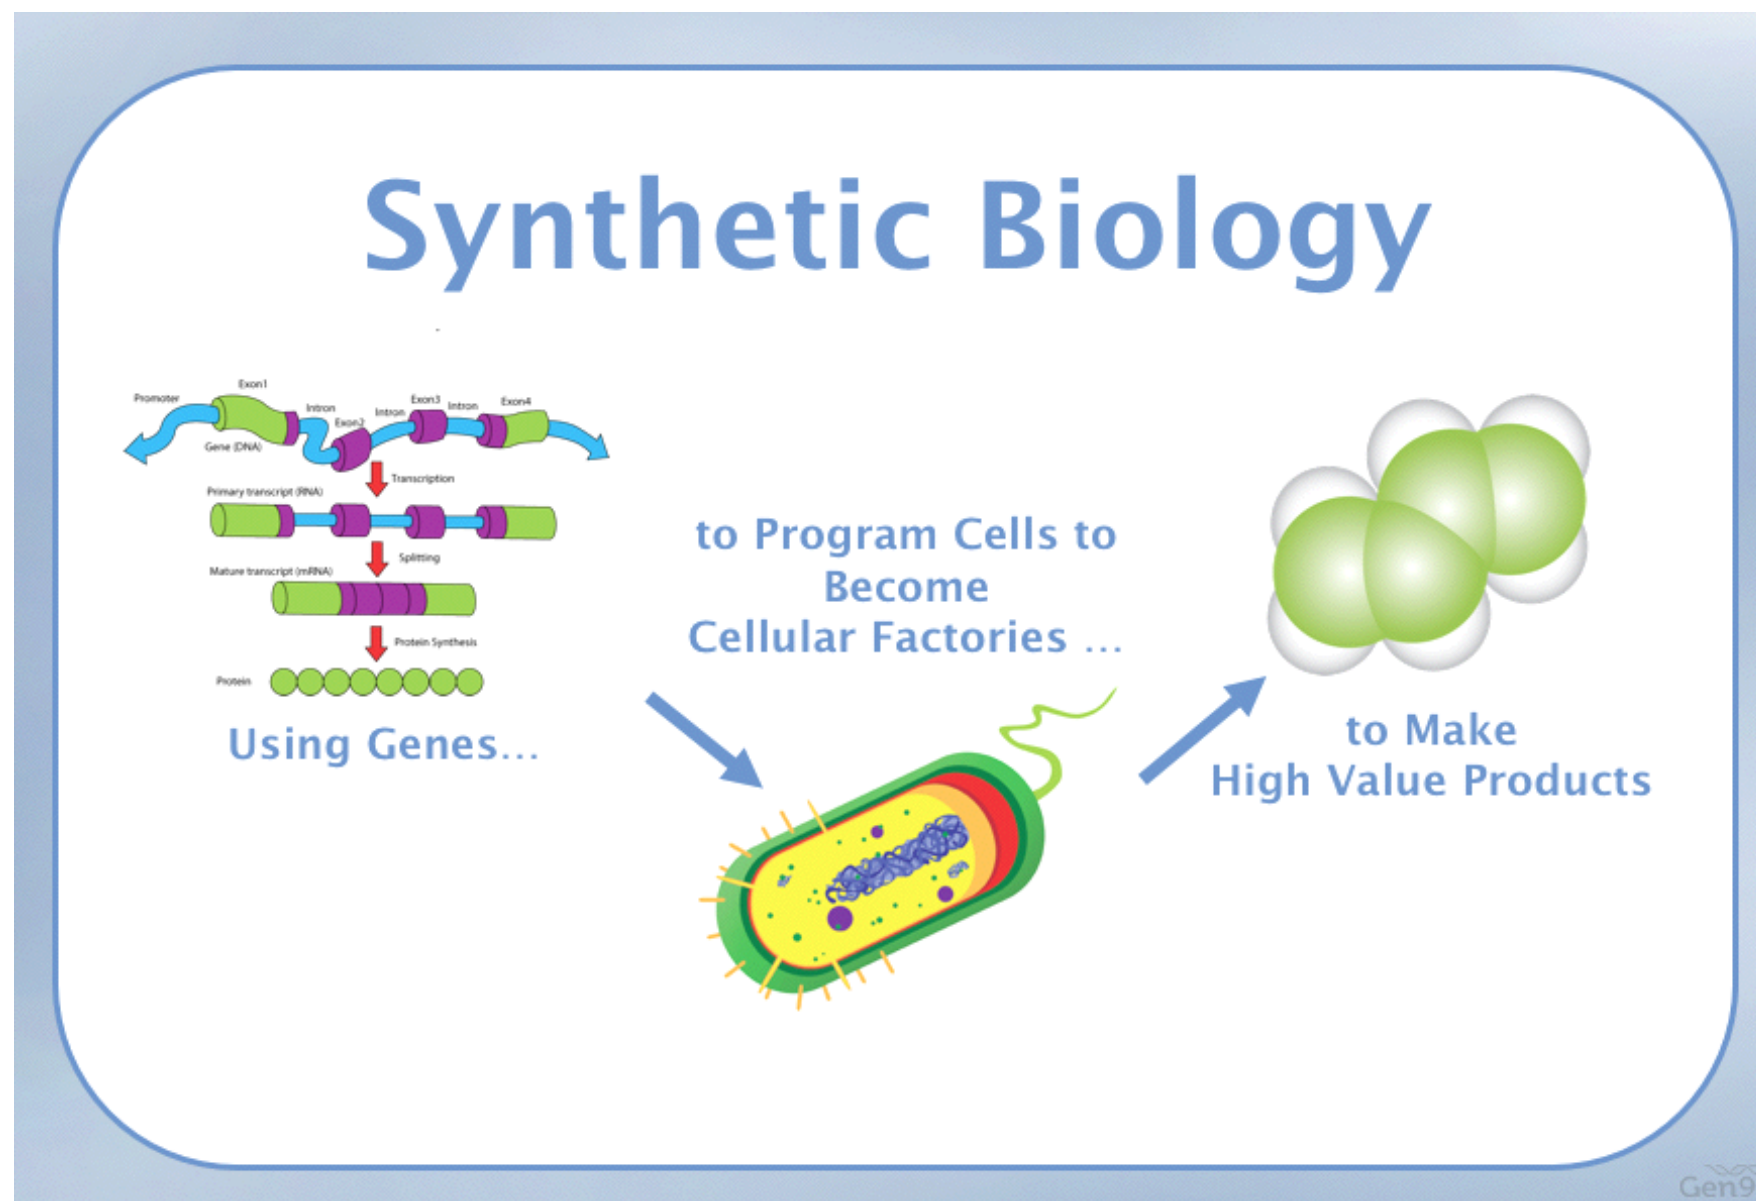 Synthetic Biology
Promoter
Exon1
Intron
Exon2
Intron
Exon3
Intron
Exon4
Gene (DNA)
Transcription
Primary transcript (RNA)
Splitting
Mature transcript (mRNA)
Protein Synthesis
Protein
Using Genes...
to Program Cells to
Become
Cellular Factories ...
to Make
High Value Products
Gen9